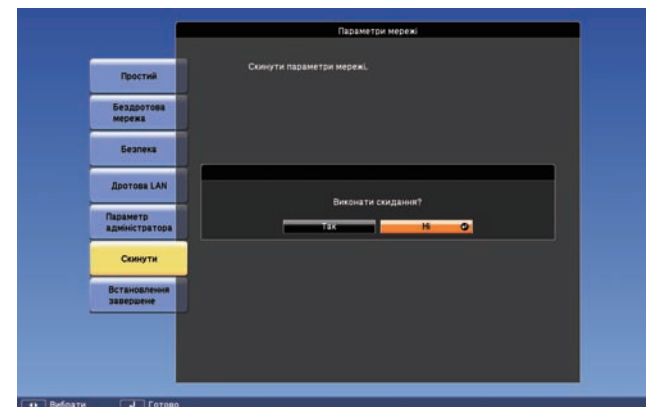 Параметри мережі
Скинути параметри мережі.
Простий
Бездротова
мережа
Безпека
Дротова LAN
Параметр
адміністратора
Скинути
Встановлення
завершене
Виконати скидання?
Так Ні
Вибрати Готово